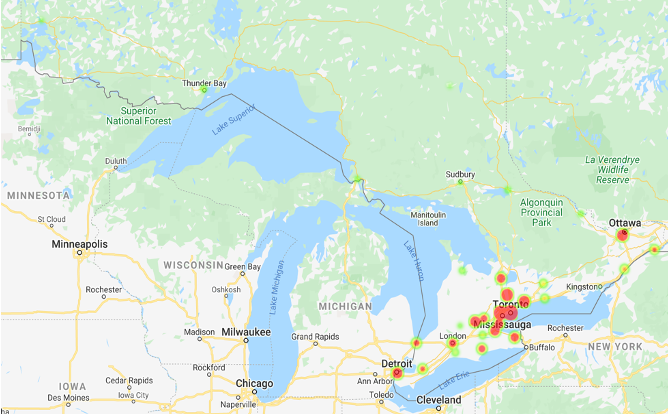 Thunder Bay
Superior
National Forest
Lake Superior
Bemidji
Duluth
La Verendrye
Wildlife
Reserve
Sudbury
MINNESOTA
Algonquin
Provincial
Park
Manitoulin
Island
Ottawa
St Cloud
Minneapolis
WISCONSIN
Green Bay
Lake Huron
Lake Michigan
Rochester
Oshkosh
Kingston
MICHIGAN
Toronto
Mississauga
Madison
Milwaukee
Grand Rapids
London
Rochester
Buffalo
NEW YORK
Rockford
Detroit
Ann Arbor
Lake Erie
IOWA
Cedar Rapids
Iowa City
Des Moines
Chicago
Naperville
Toledo
Cleveland